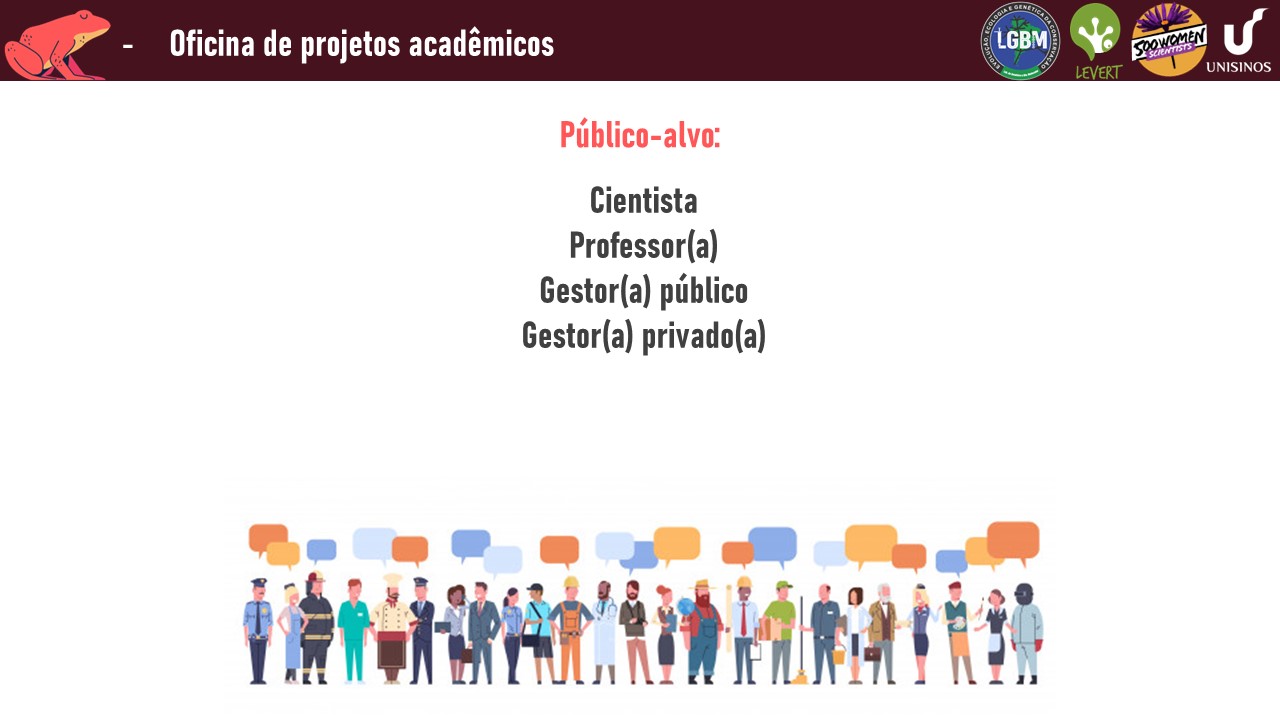 - Oficina de projetos acadêmicos
LGBM
EVOLUÇÃO ECOLOGIA E GENÉTICA DA CONSERVAÇÃO
LEVERT
500 WOMEN
SCIENTISTS
UNISINOS
Público-alvo:
Cientista
Professor(a)
Gestor(a) público
Gestor(a) privado(a)